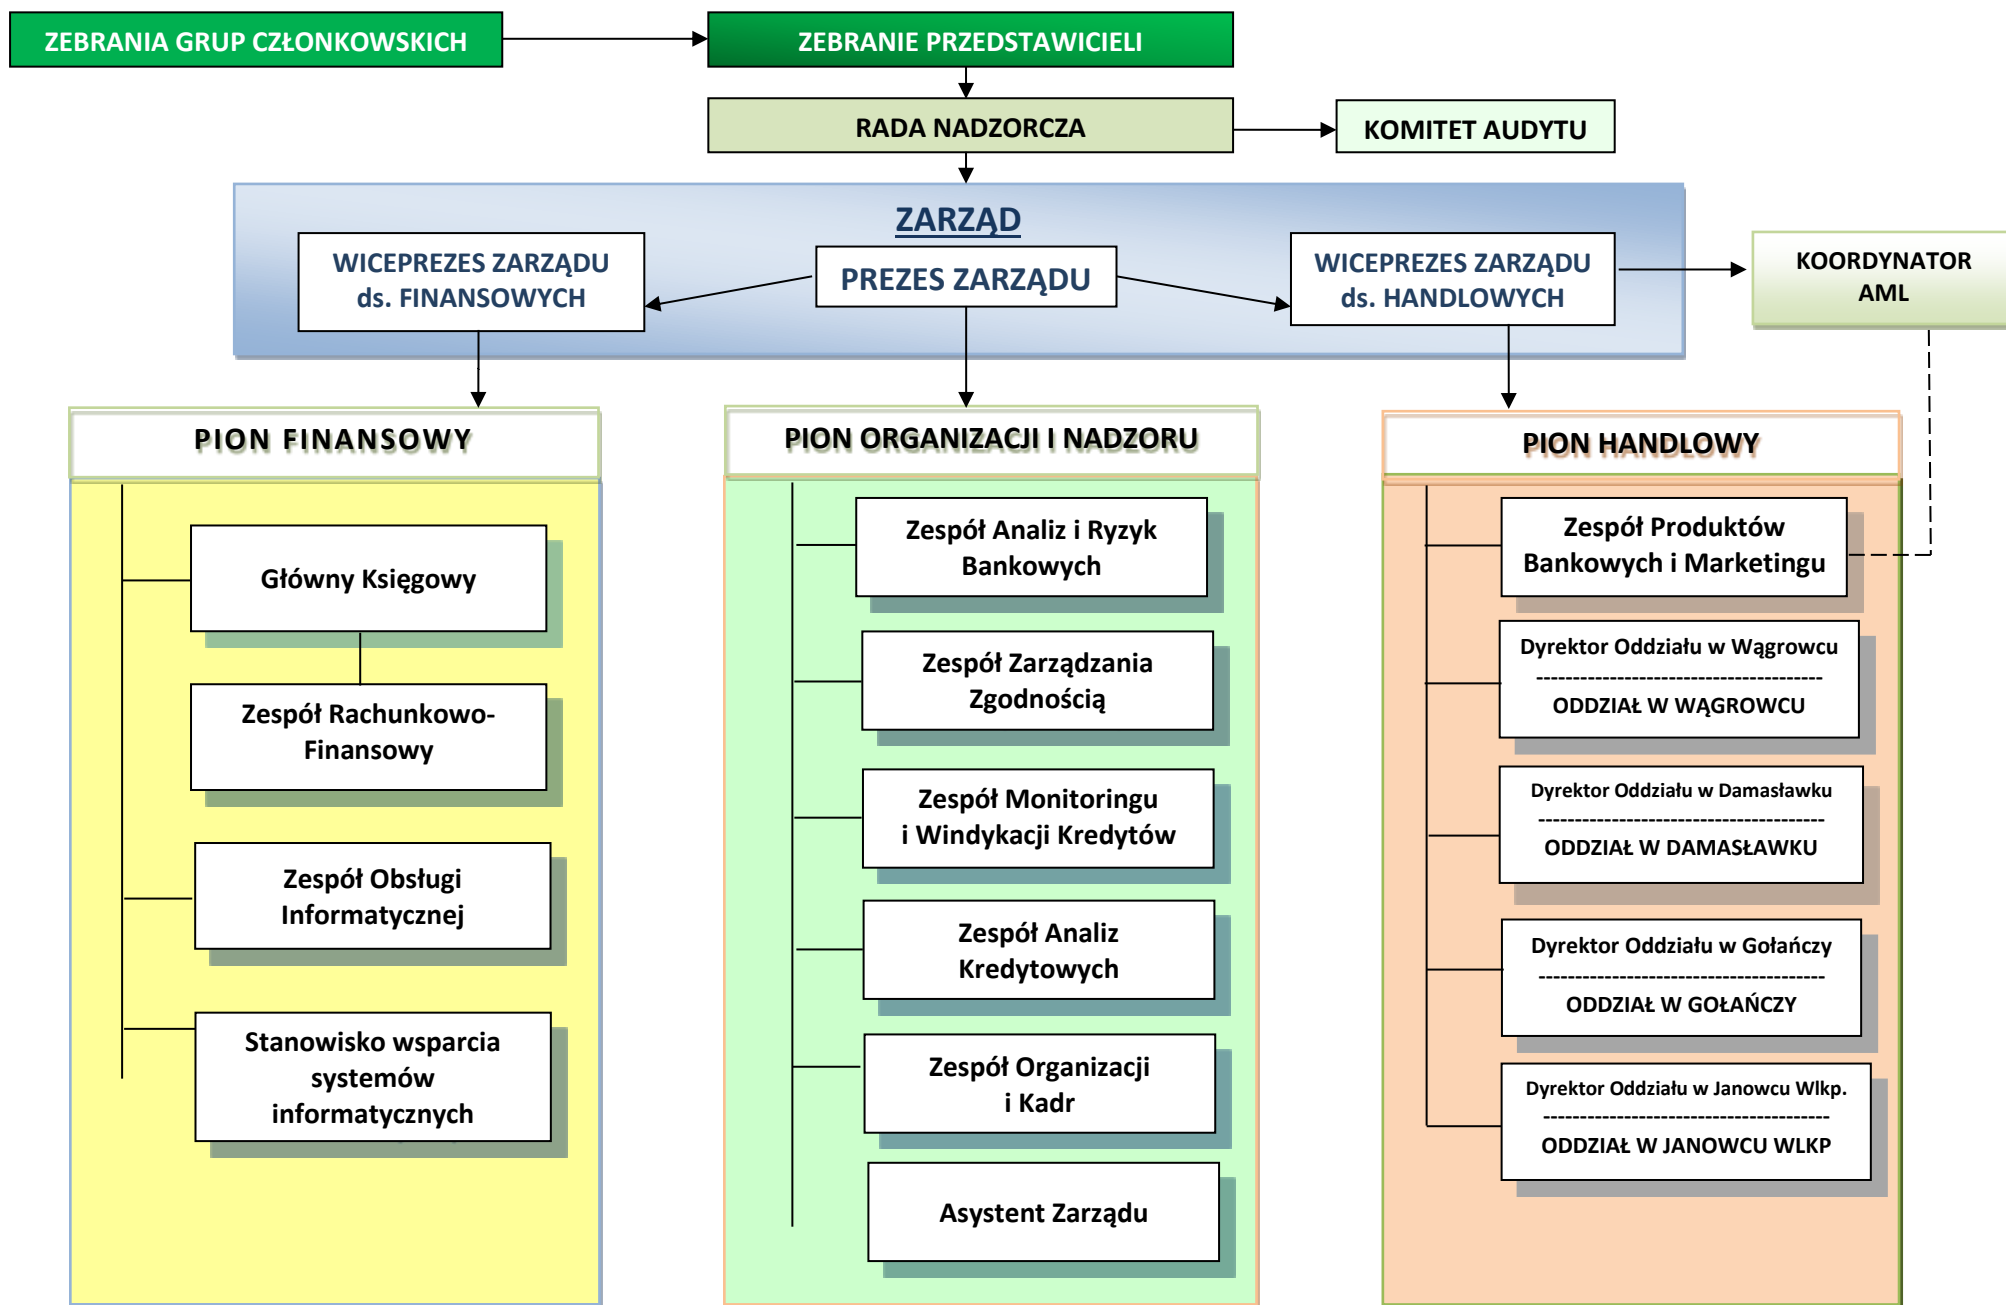 ZEBRANIA GRUP CZŁONKOWSKICH
ZEBRANIE PRZEDSTAWICIELI
RADA NADZORCZA
KOMITET AUDYTU
ZARZĄD
WICEPREZES ZARZĄDU
ds. FINANSOWYCH
PREZES ZARZĄDU
WICEPREZES ZARZĄDU
ds. HANDLOWYCH
KOORDYNATOR
AML
PION FINANSOWY
Główny Księgowy
Zespół Rachunkowo-
Finansowy
Zespół Obsługi
Informatycznej
Stanowisko wsparcia
systemów
informatycznych
PION ORGANIZACJI I NADZORU
Zespół Analiz i Ryzyk
Bankowych
Zespół Zarządzania
Zgodnością
Zespół Monitoringu
i Windykacji Kredytów
Zespół Analiz
Kredytowych
Zespół Organizacji
i Kadr
Asystent Zarządu
PION HANDLOWY
Zespół Produktów
Bankowych i Marketingu
Dyrektor Oddziału w Wągrowcu
---------------------------------------
ODDZIAŁ W WĄGROWCU
Dyrektor Oddziału w Damasławku
---------------------------------------
ODDZIAŁ W DAMASŁAWKU
Dyrektor Oddziału w Gołańczy
---------------------------------------
ODDZIAŁ W GOŁAŃCZY
Dyrektor Oddziału w Janowcu Wlkp.
---------------------------------------
ODDZIAŁ W JANOWCU WLKP